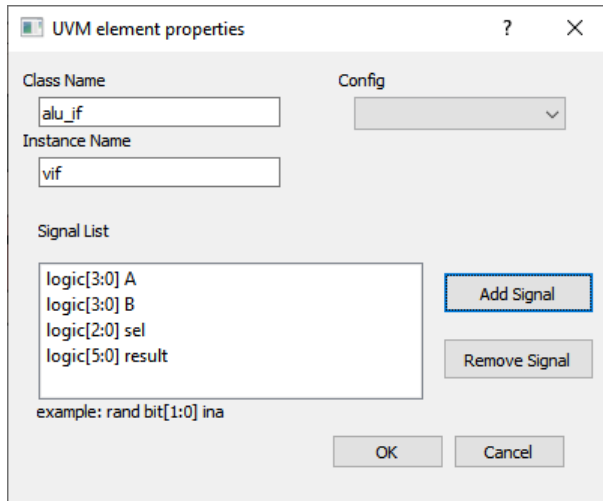 UVM element properties
Class Name
Config
alu_if
Instance Name
vif
Signal List
logic[3:0] A
logic[3:0] B
logic[2:0] sel
logic[5:0] result
Add Signal
Remove Signal
example: rand bit[1:0] ina
OK
Cancel